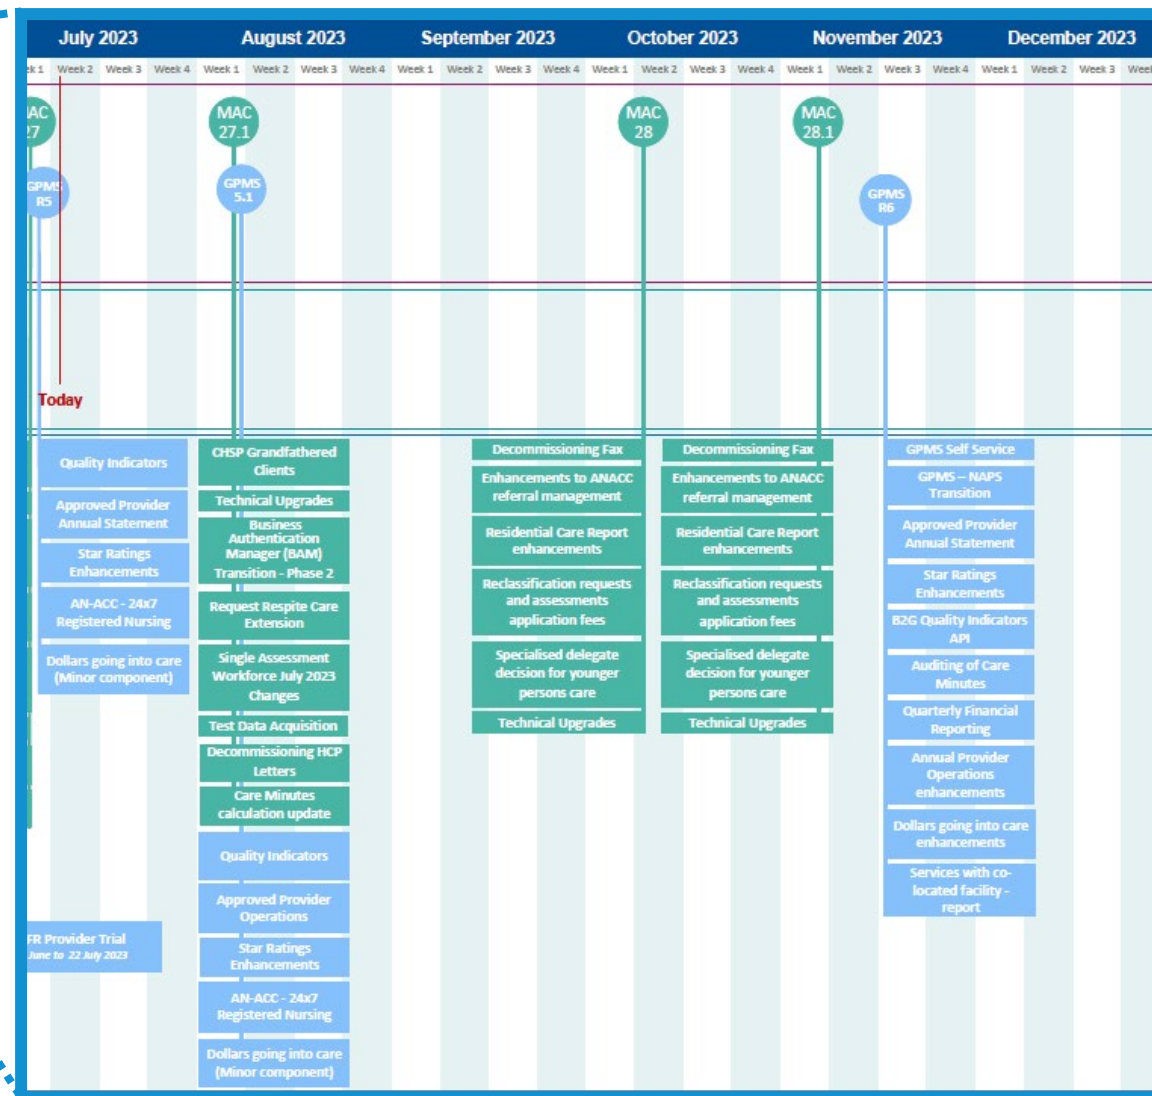 July 2023 August 2023 September 2023 October 2023 November 2023 December 2023
Week 2 Week 3 Week 4 Week 1 Week 2 Week 3 Week 4 Week 1 Week 2 Week 3 Week 4 Week 1 Week 2 Week 3 Week 4 Week 1 Week 2 Week 3 Week 4 Week 1 Week 2 Week 3
27
MAC
27.1
MAC
28
MAC
28.1
GPMS
R5
GPMS
5.1
GPMS
R6
Today
Quality Indicators
Approved Provider
Annual Statement
Star Ratings
Enhancements
AN-ACC - 24x7
Registered Nursing
Dollars going into care
(Minor component)
FR Provider Trial
June to 22 July 2023
CHSP Grandfathered
Clients
Technical Upgrades
Business
Authentication
Manager (BAM)
Transition - Phase 2
Request Respite Care
Extension
Single Assessment
Workforce July 2023
Changes
Test Data Acquisition
Decommissioning HCP
Letters
Care Minutes
calculation update
Quality Indicators
Approved Provider
Operations
Star Ratings
Enhancements
AN-ACC - 24x7
Registered Nursing
Dollars going into care
(Minor component)
Decommissioning Fax
Enhancements to ANACC
referral management
Residential Care Report
enhancements
Reclassification requests
and assessments
application fees
Specialised delegate
decision for younger
persons care
Technical Upgrades
Decommissioning Fax
Enhancements to ANACC
referral management
Residential Care Report
enhancements
Reclassification requests
and assessments
application fees
Specialised delegate
decision for younger
persons care
Technical Upgrades
GPMS Self Service
GPMS – NAPS
Transition
Approved Provider
Annual Statement
Star Ratings
Enhancements
B2G Quality Indicators
API
Auditing of Care
Minutes
Quarterly Financial
Reporting
Annual Provider
Operations
enhancements
Dollars going into care
enhancements
Services with co-
located facility -
report